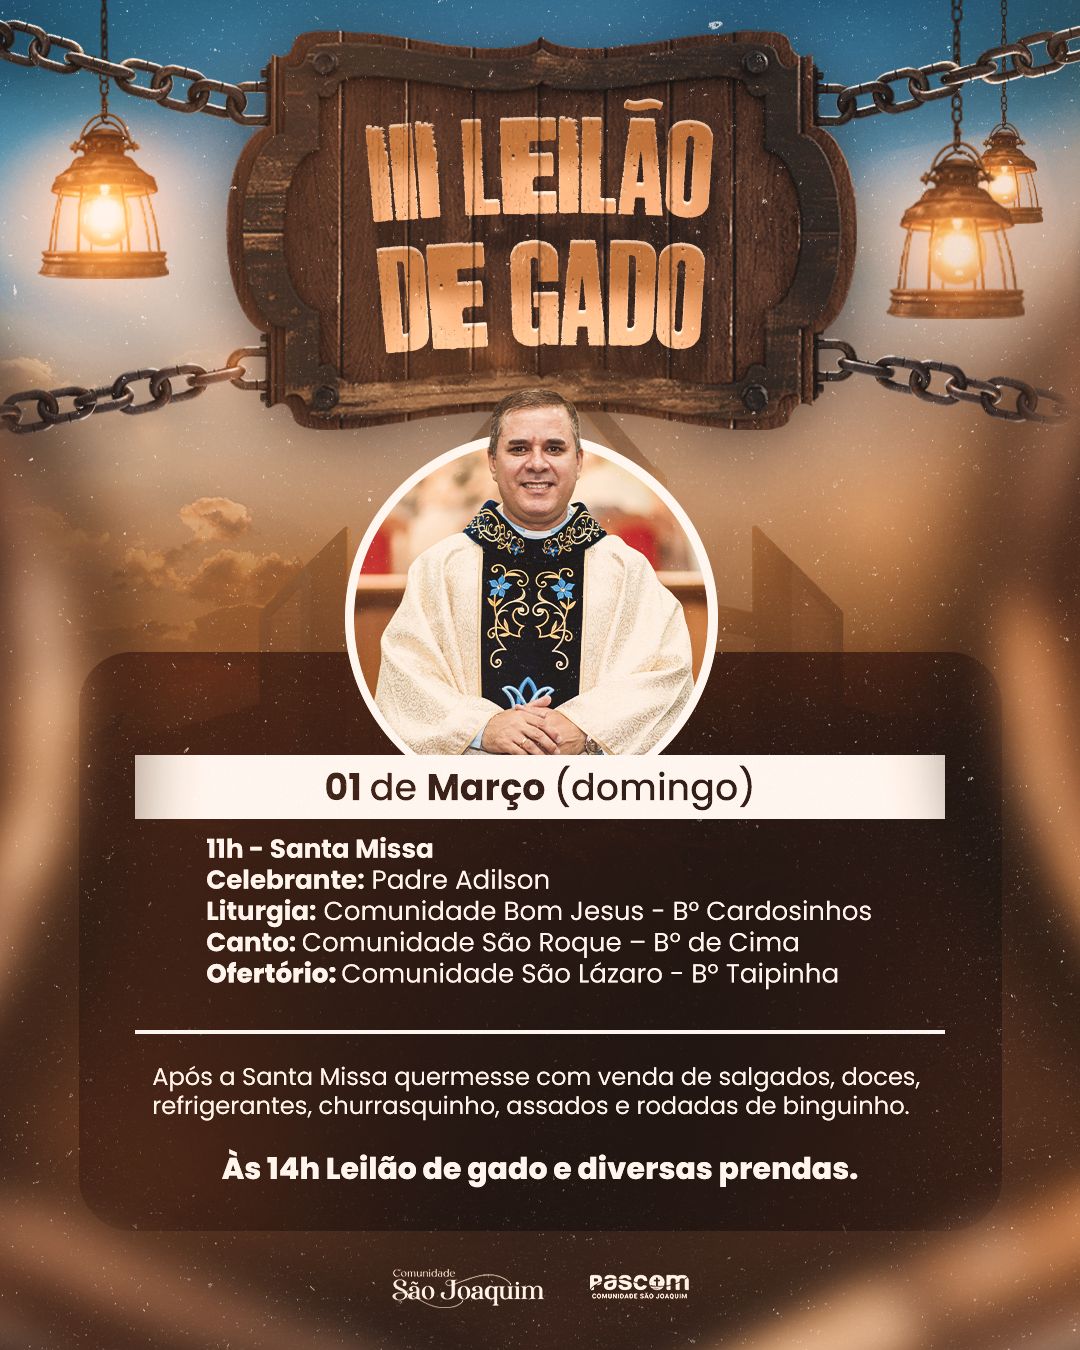 III LEILÃO
DE GADO
01 de Março (domingo)
11h - Santa Missa
Celebrante: Padre Adilson
Liturgia: Comunidade Bom Jesus - Bº Cardosinhos
Canto: Comunidade São Roque – Bº de Cima
Ofertório: Comunidade São Lázaro - Bº Taipinha
Após a Santa Missa quermesse com venda de salgados, doces,
refrigerantes, churrasquinho, assados e rodadas de binguinho.
Às 14h Leilão de gado e diversas prendas.
Comunidade
São Joaquim
PASCOM
COMUNIDADE SÃO JOAQUIM